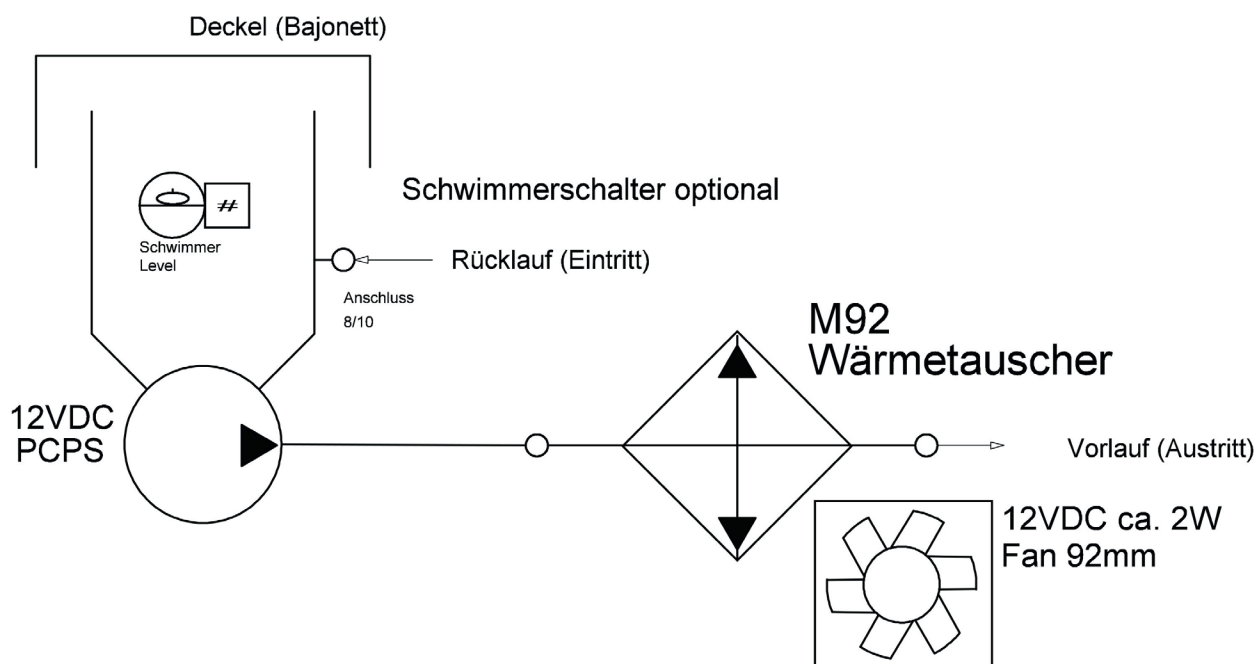 Deckel (Bajonett)
#
Schwimmer
Level
Schwimmerschalter optional
Rücklauf (Eintritt)
Anschluss
8/10
M92
Wärmetauscher
12VDC
PCPS
Vorlauf (Austritt)
12VDC ca. 2W
Fan 92mm